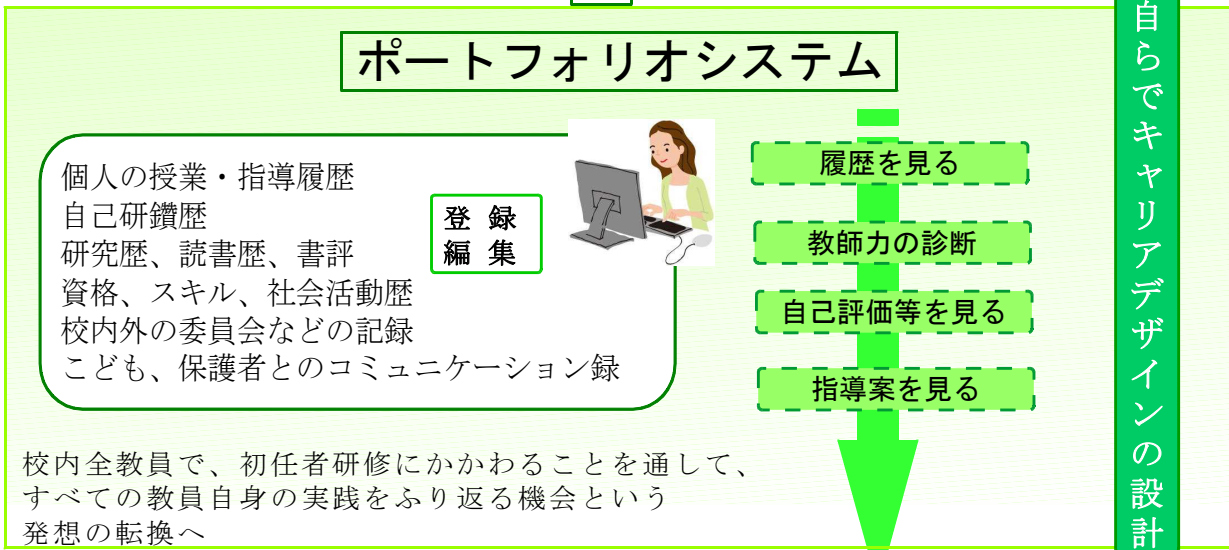 ポートフォリオシステム
個人の授業・指導履歴
自己研鑽歴
研究歴、読書歴、書評
資格、スキル、社会活動歴
校内外の委員会などの記録
こども、保護者とのコミュニケーション録
登 録
編 集
履歴を見る
教師力の診断
自己評価等を見る
指導案を見る
校内全教員で、初任者研修にかかわることを通して、
すべての教員自身の実践をふり返る機会という
発想の転換へ
自らでキャリアデザインの設計